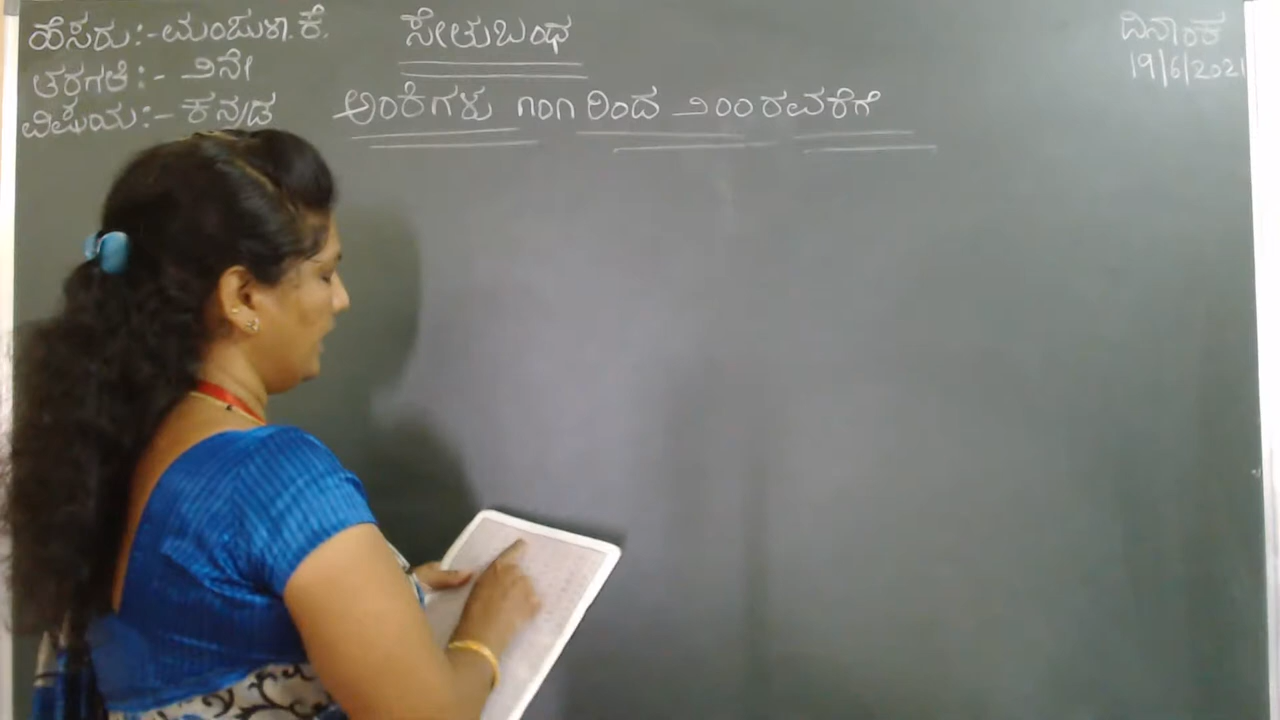 ಹೆಸರು:- ಮಂಜುಳಾ. ಕೆ.
ತರಗತಿ:- ೨ನೇ
ವಿಷಯ:- ಕನ್ನಡ
ಸೇತುಬಂಧ
ಅಂಕಿಗಳು ೧೦೧ ರಿಂದ ೨೦೦ ರವರೆಗೆ
ದಿನಾಂಕ
19/6/2021